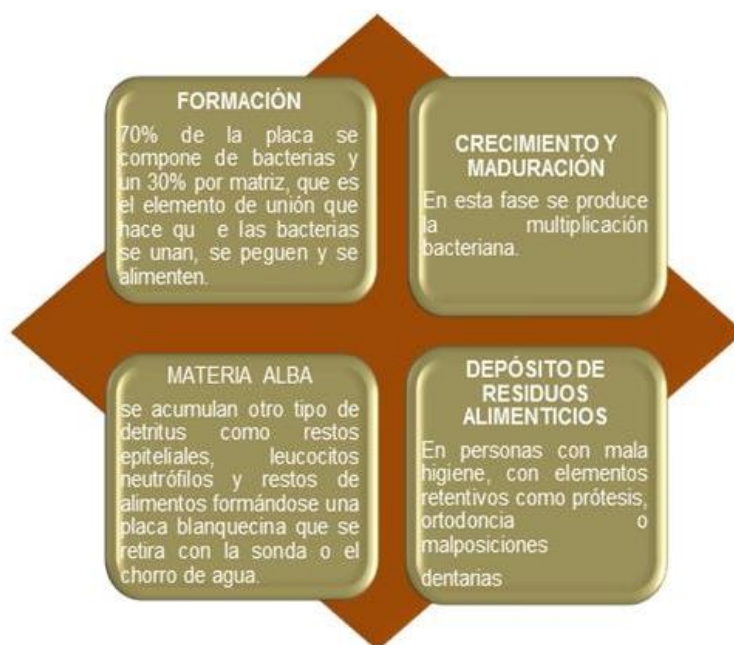 FORMACIÓN
70% de la placa se
compone de bacterias y
un 30% por matriz, que es
el elemento de unión que
hace qu e las bacterias
se unan, se peguen y se
alimenten.
CRECIMIENTO Y
MADURACIÓN
En esta fase se produce
la multiplicación
bacteriana.
MATERIA ALBA
se acumulan otro tipo de
detritus como restos
epiteliales, leucocitos
neutrófilos y restos de
alimentos formándose una
placa blanquecina que se
retira con la sonda o el
chorro de agua.
DEPÓSITO DE
RESIDUOS
ALIMENTICIOS
En personas con mala
higiene, con elementos
retentivos como prótesis,
ortodoncia o
malposiciones
dentarias